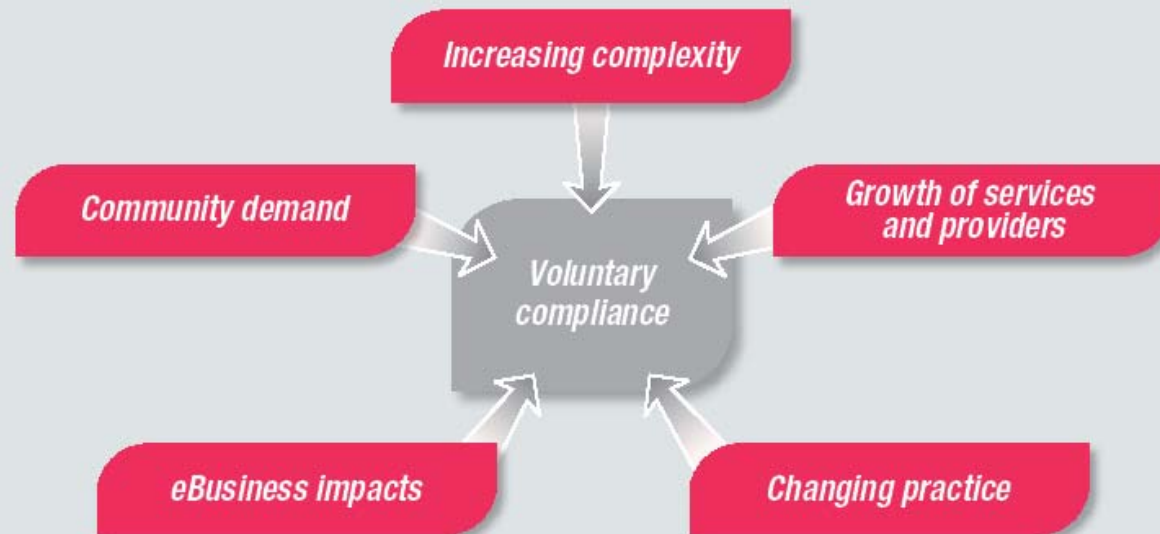 Increasing complexity
Community demand
Growth of services
and providers
Voluntary
compliance
eBusiness impacts
Changing practice